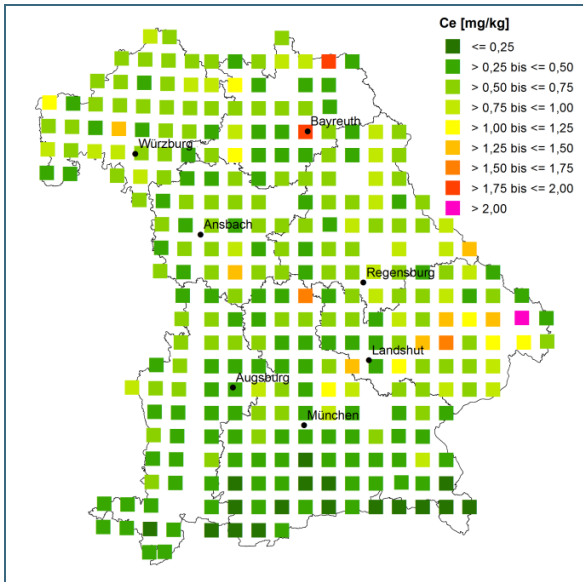 Ce [mg/kg]
<= 0,25
> 0,25 bis <= 0,50
> 0,50 bis <= 0,75
> 0,75 bis <= 1,00
> 1,00 bis <= 1,25
> 1,25 bis <= 1,50
> 1,50 bis <= 1,75
> 1,75 bis <= 2,00
> 2,00
Bayreuth
Würzburg
Ansbach
Regensburg
Landshut
Augsburg
München